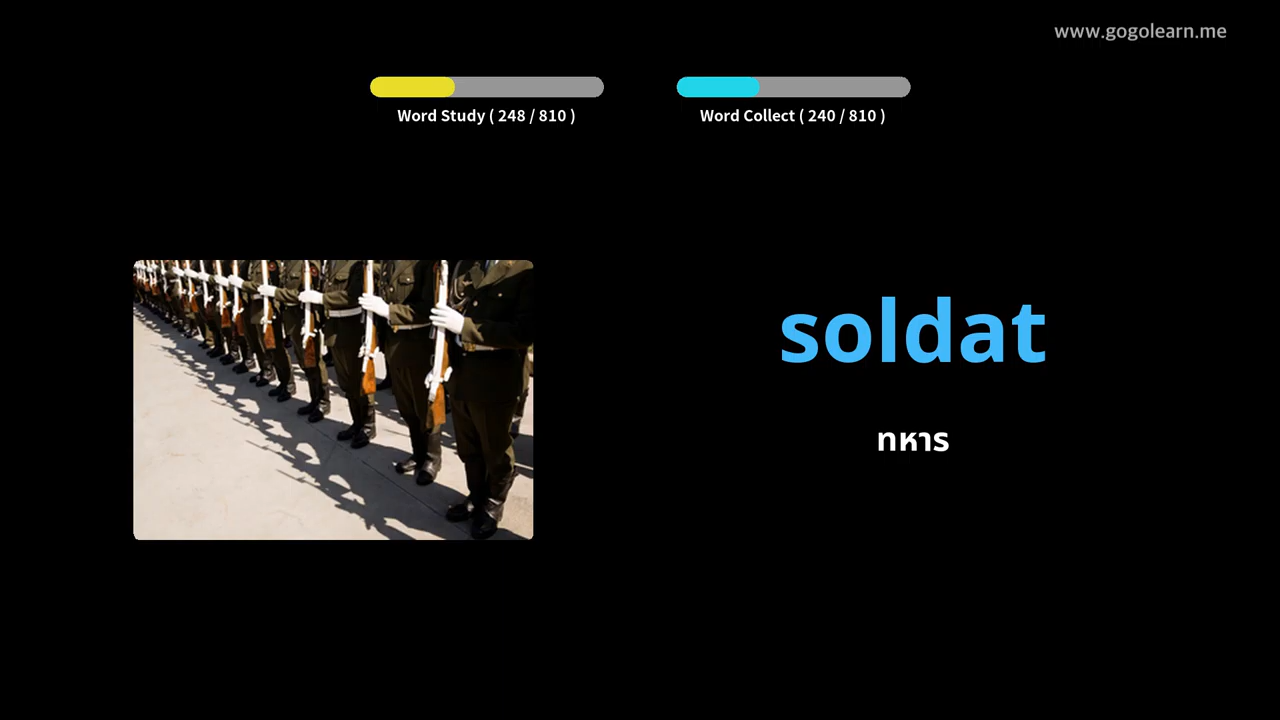 www.gogolearn.me
Word Study ( 248 / 810 )
Word Collect ( 240 / 810 )
soldat
ทหาร